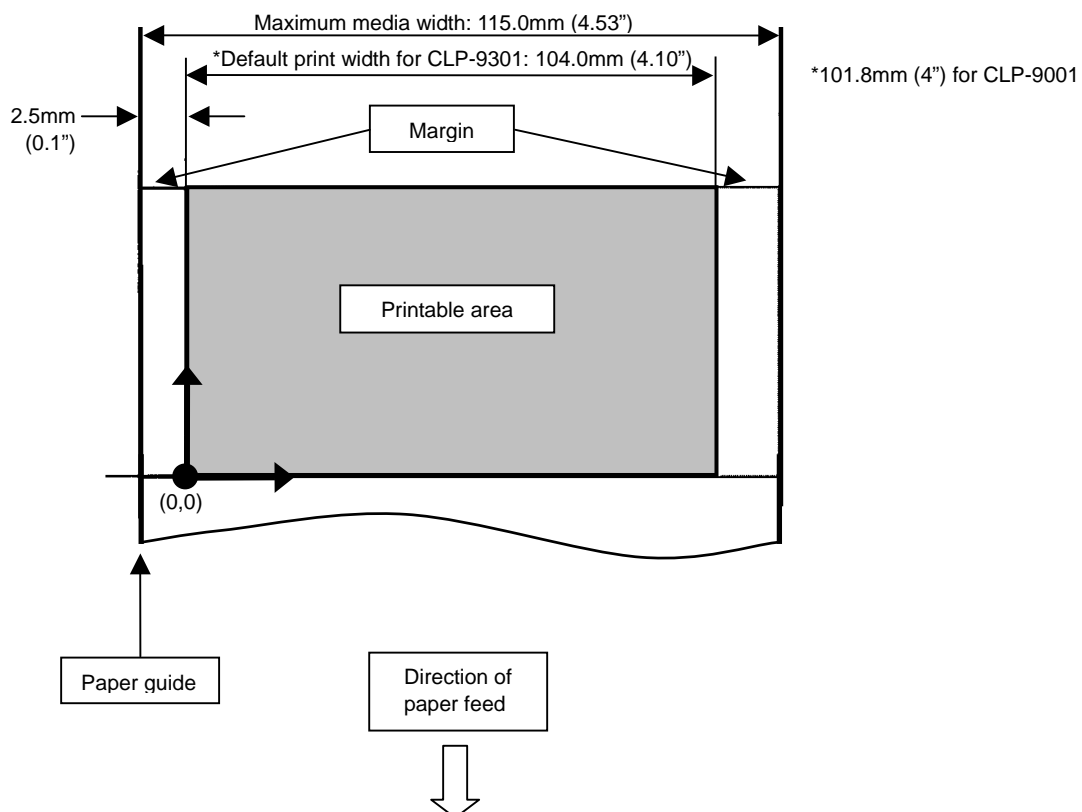 Maximum media width: 115.0mm (4.53”)
*Default print width for CLP-9301: 104.0mm (4.10”)
*101.8mm (4”) for CLP-9001
2.5mm
(0.1”)
Margin
Printable area
(0,0)
Paper guide
Direction of
paper feed